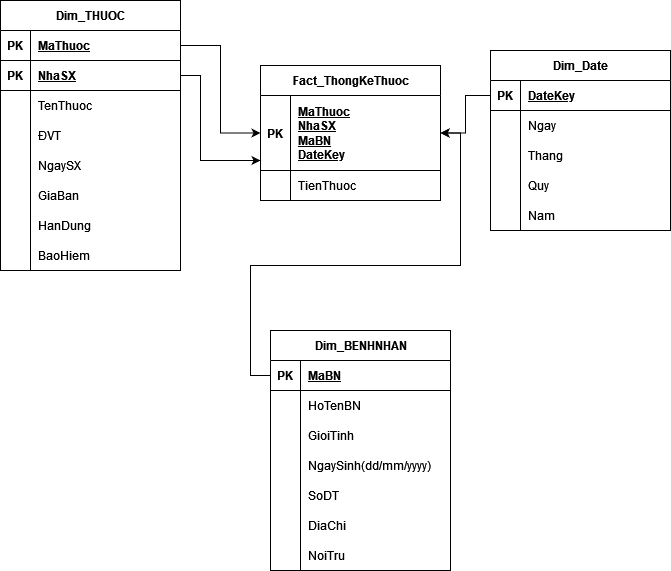 Dim_THUOC
PK MaThuoc
PK NhaSX
TenThuoc
ĐVT
NgaySX
GiaBan
HanDung
BaoHiem
Fact_ThongKeThuoc
PK
MaThuoc
NhaSX
MaBN
DateKey
TienThuoc
Dim_Date
PK DateKey
Ngay
Thang
Quy
Nam
Dim_BENHNHAN
PK MaBN
HoTenBN
GioiTinh
NgaySinh(dd/mm/yyyy)
SoDT
DiaChi
NoiTru